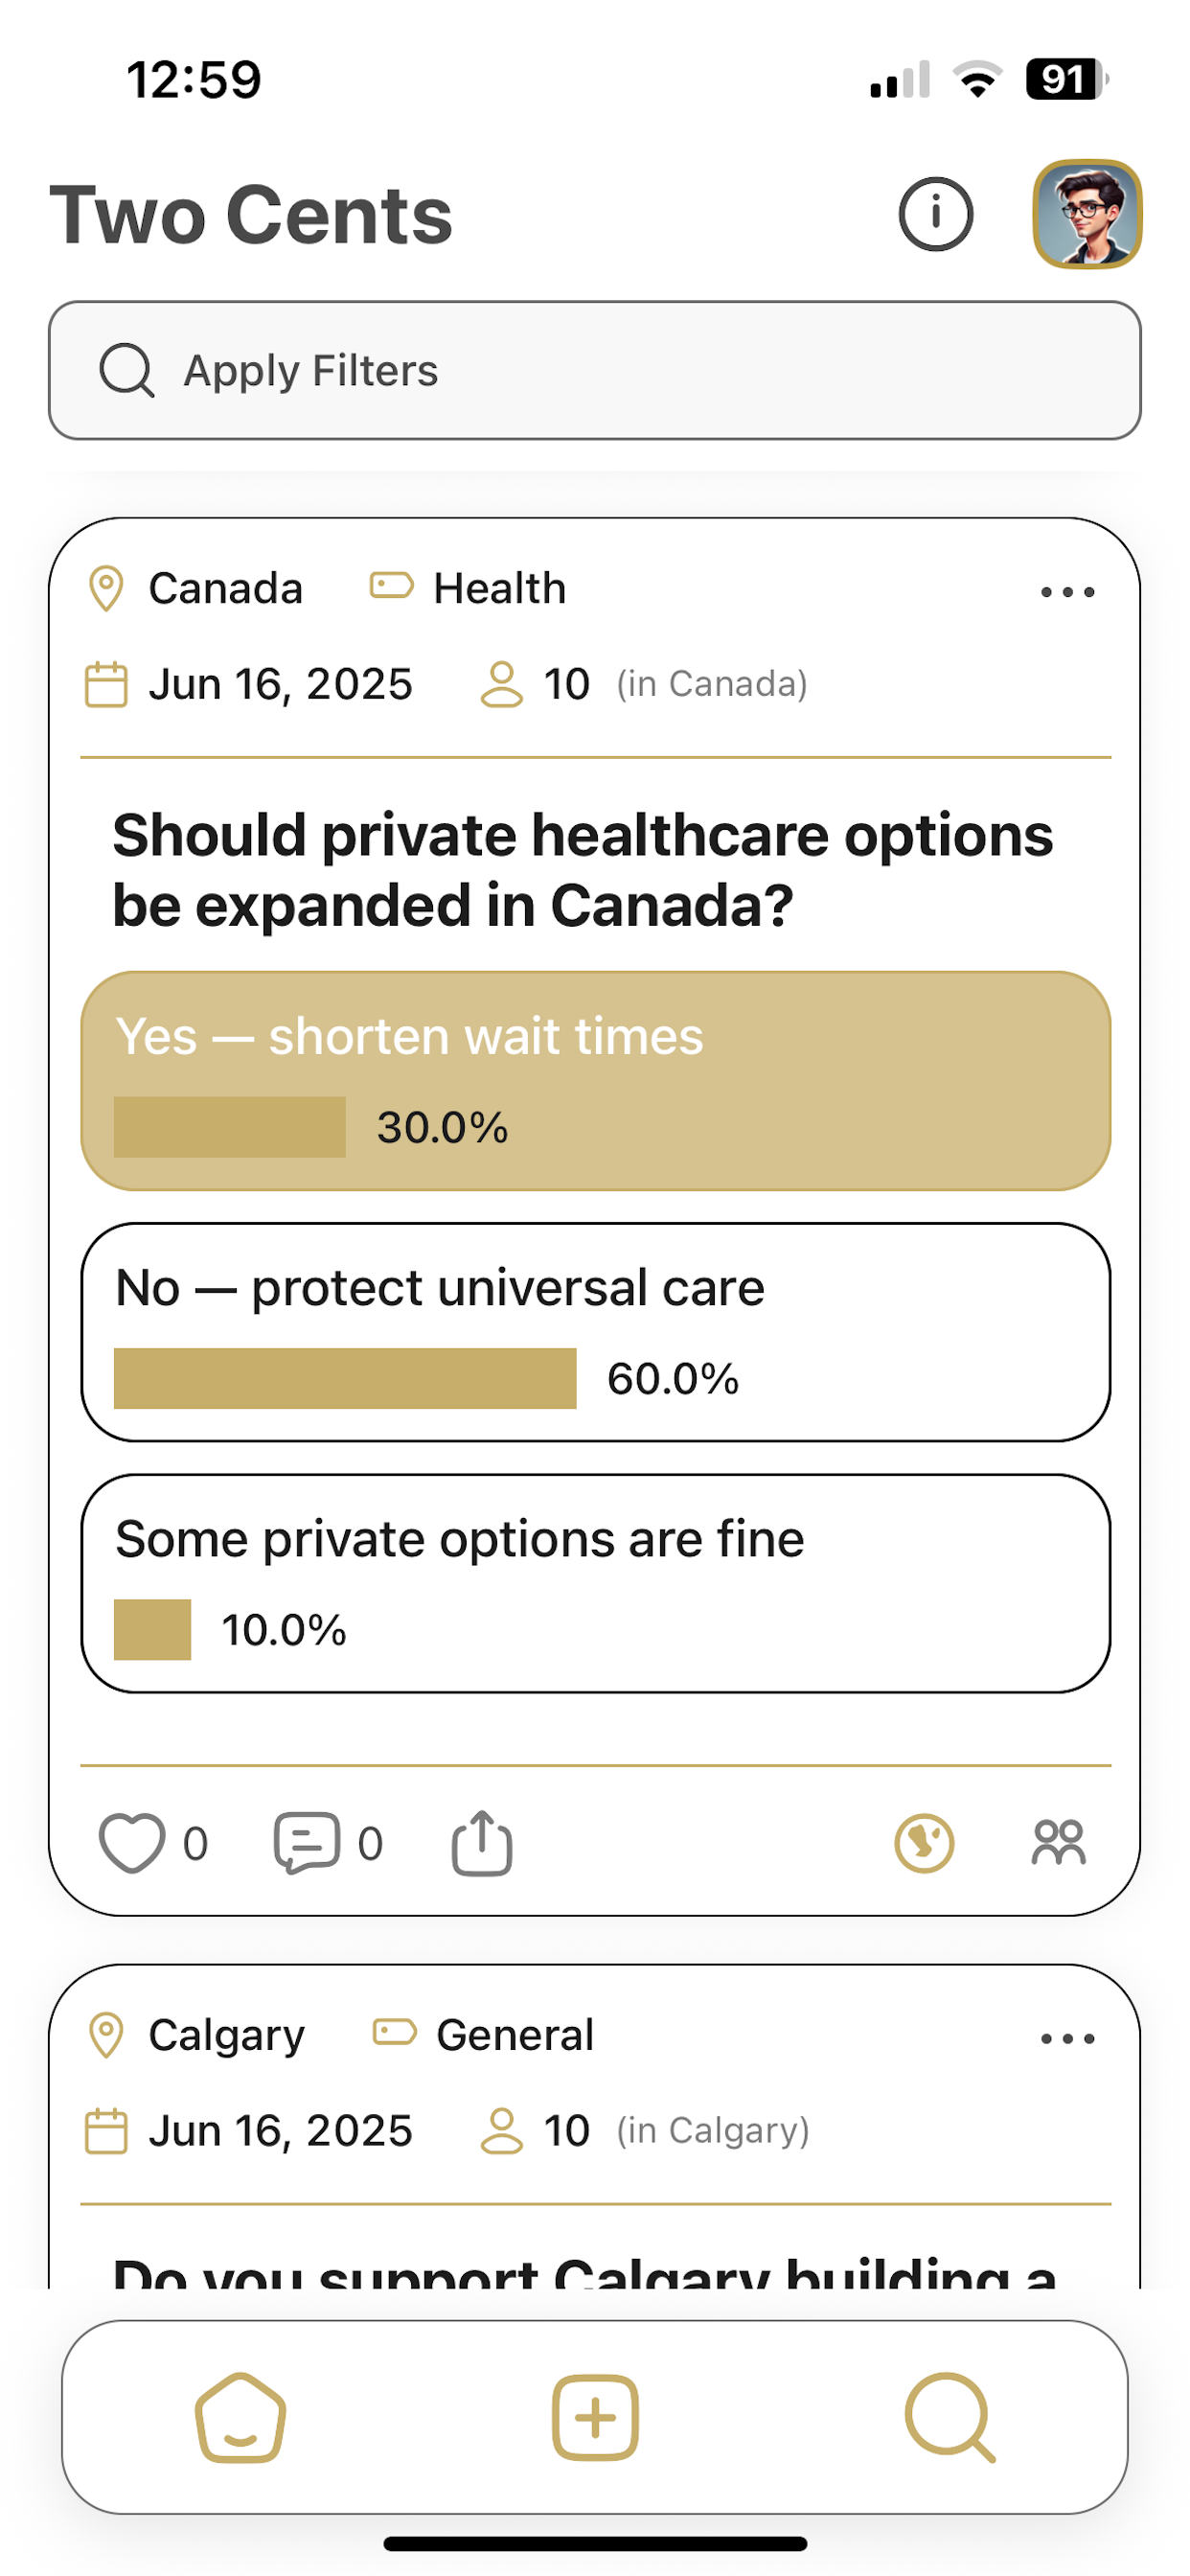 12:59
91
Two Cents
Apply Filters
Canada Health
Jun 16, 2025 10 (in Canada)
Should private healthcare options
be expanded in Canada?
Yes — shorten wait times
30.0%
No — protect universal care
60.0%
Some private options are fine
10.0%
0 0
Calgary General
Jun 16, 2025 10 (in Calgary)
Do you support Calgary building a